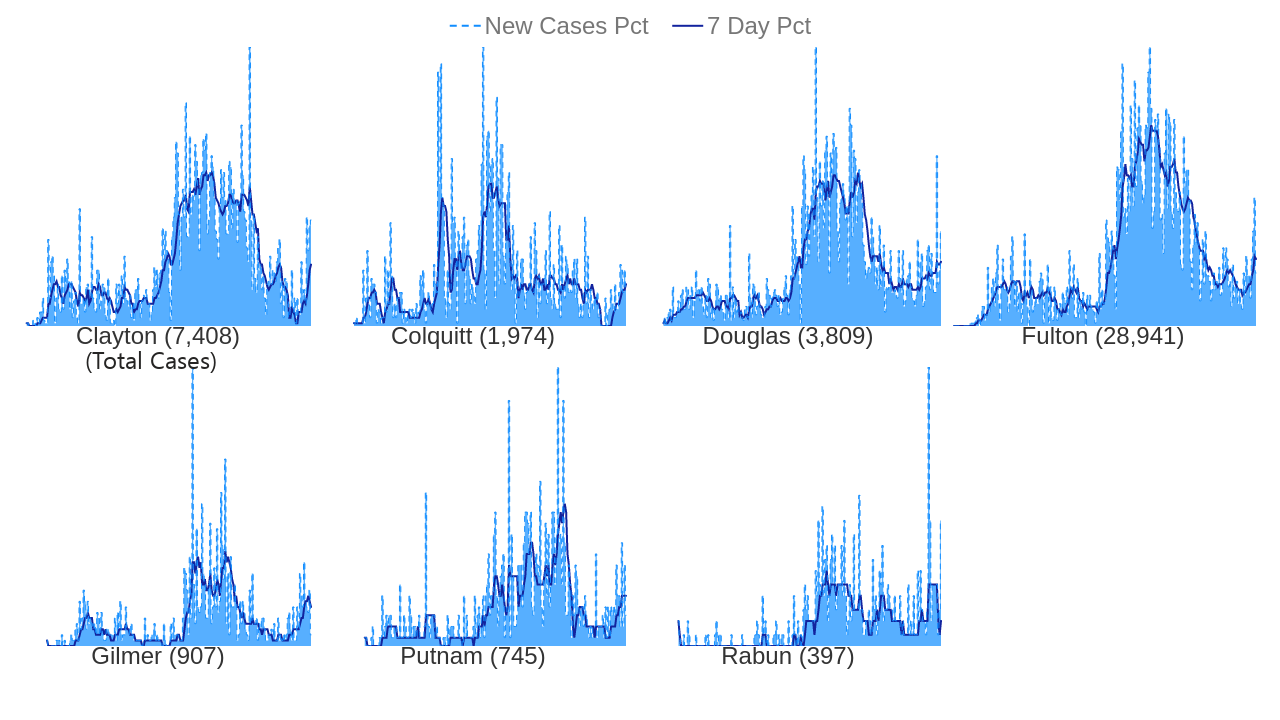 New Cases Pct 7 Day Pct
Clayton (7,408) Colquitt (1,974) Douglas (3,809) Fulton (28,941)
(Total Cases)
Gilmer (907) Putnam (745) Rabun (397)